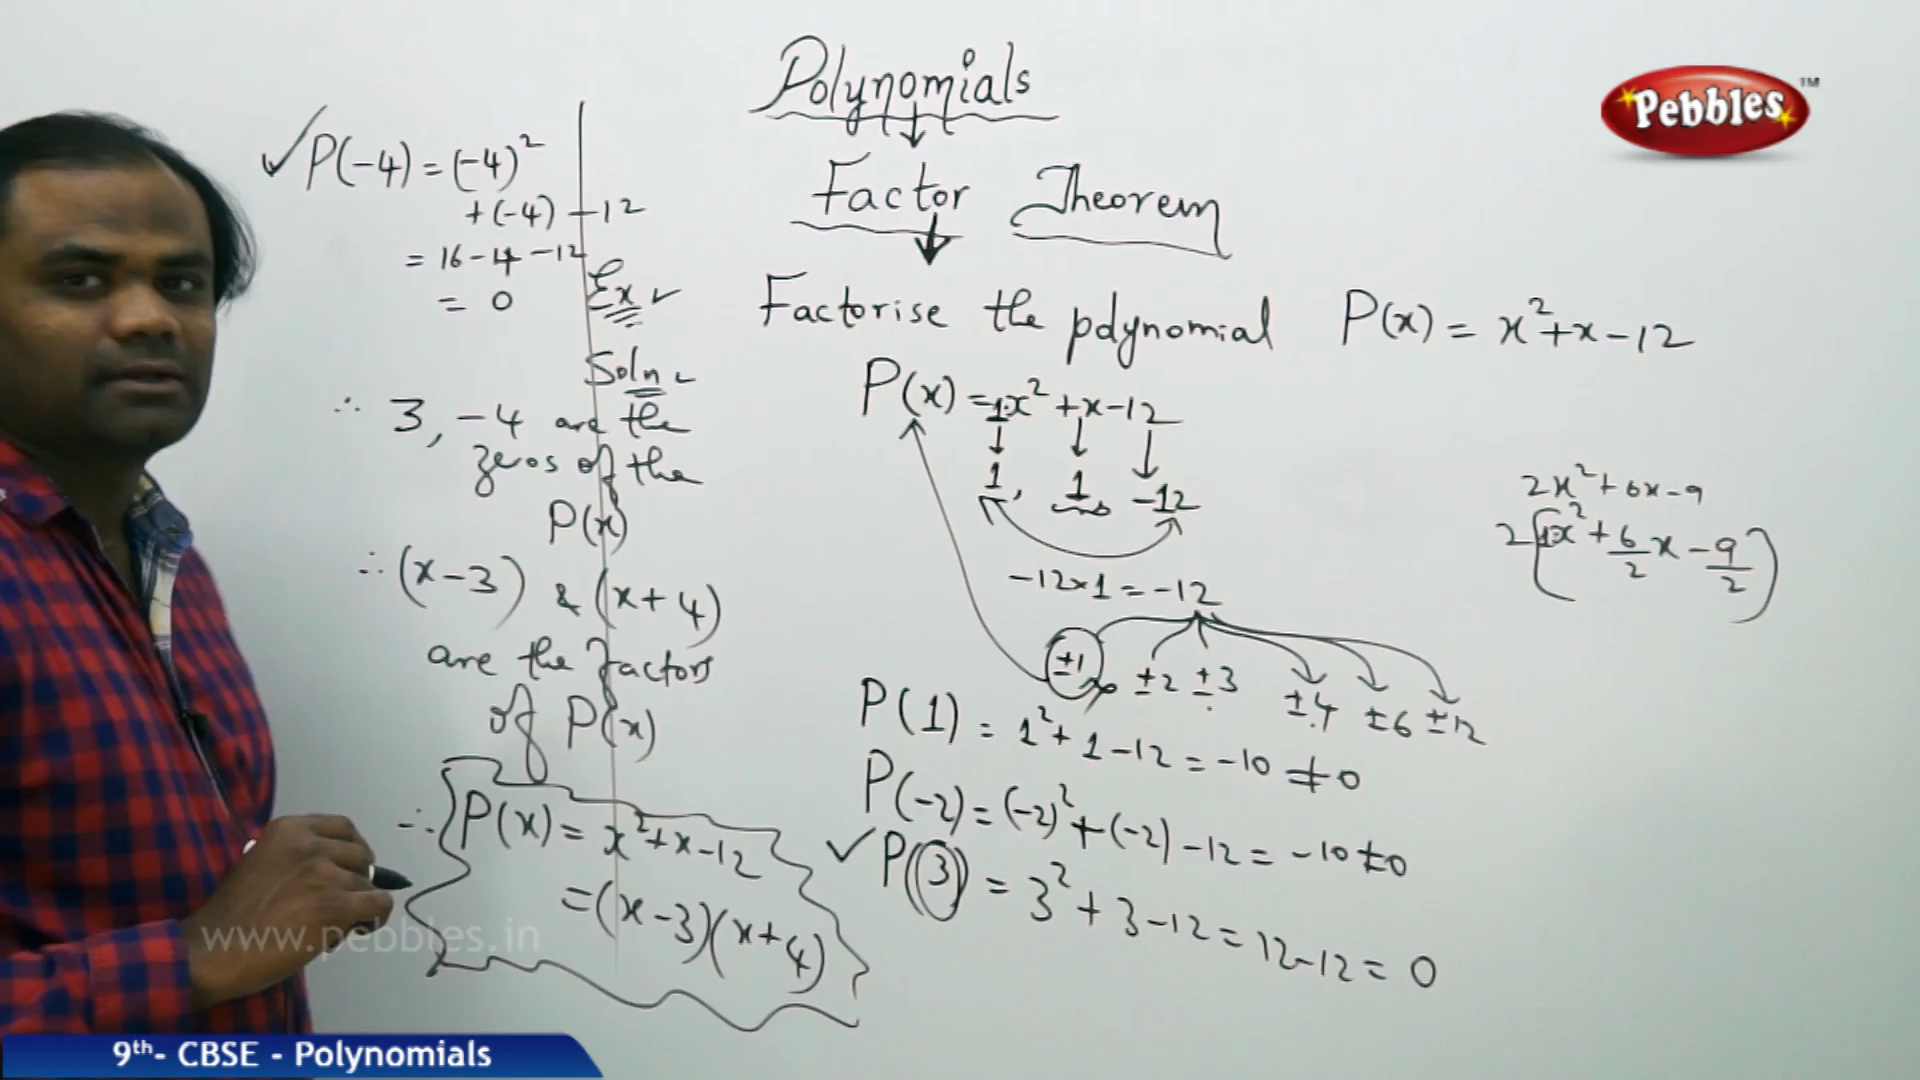 Polynomials
Factor Theorem
Ex
Factorise the polynomial P(x) = x²+x-12
Soln
P(x) = 1x² + x - 12
1, 1, -12
-12×1 = -12
±1 ±2 ±3 ±4 ±6 ±12
P(1) = 1² + 1 - 12 = -10 ≠ 0
P(-2) = (-2)² + (-2) - 12 = -10 ≠ 0
✓ P(3) = 3² + 3 - 12 = 12 - 12 = 0
✓ P(-4) = (-4)²
+ (-4) - 12
= 16 - 4 - 12
= 0
∴ 3, -4 are the
zeros of the
P(x)
∴ (x-3) & (x+4)
are the factors
of P(x)
∴ P(x) = x²+x-12
= (x-3)(x+4)
2x² + 6x - 9
2(1x² + 6/2 x - 9/2)
Pebbles™
www.pebbles.in
9th- CBSE - Polynomials